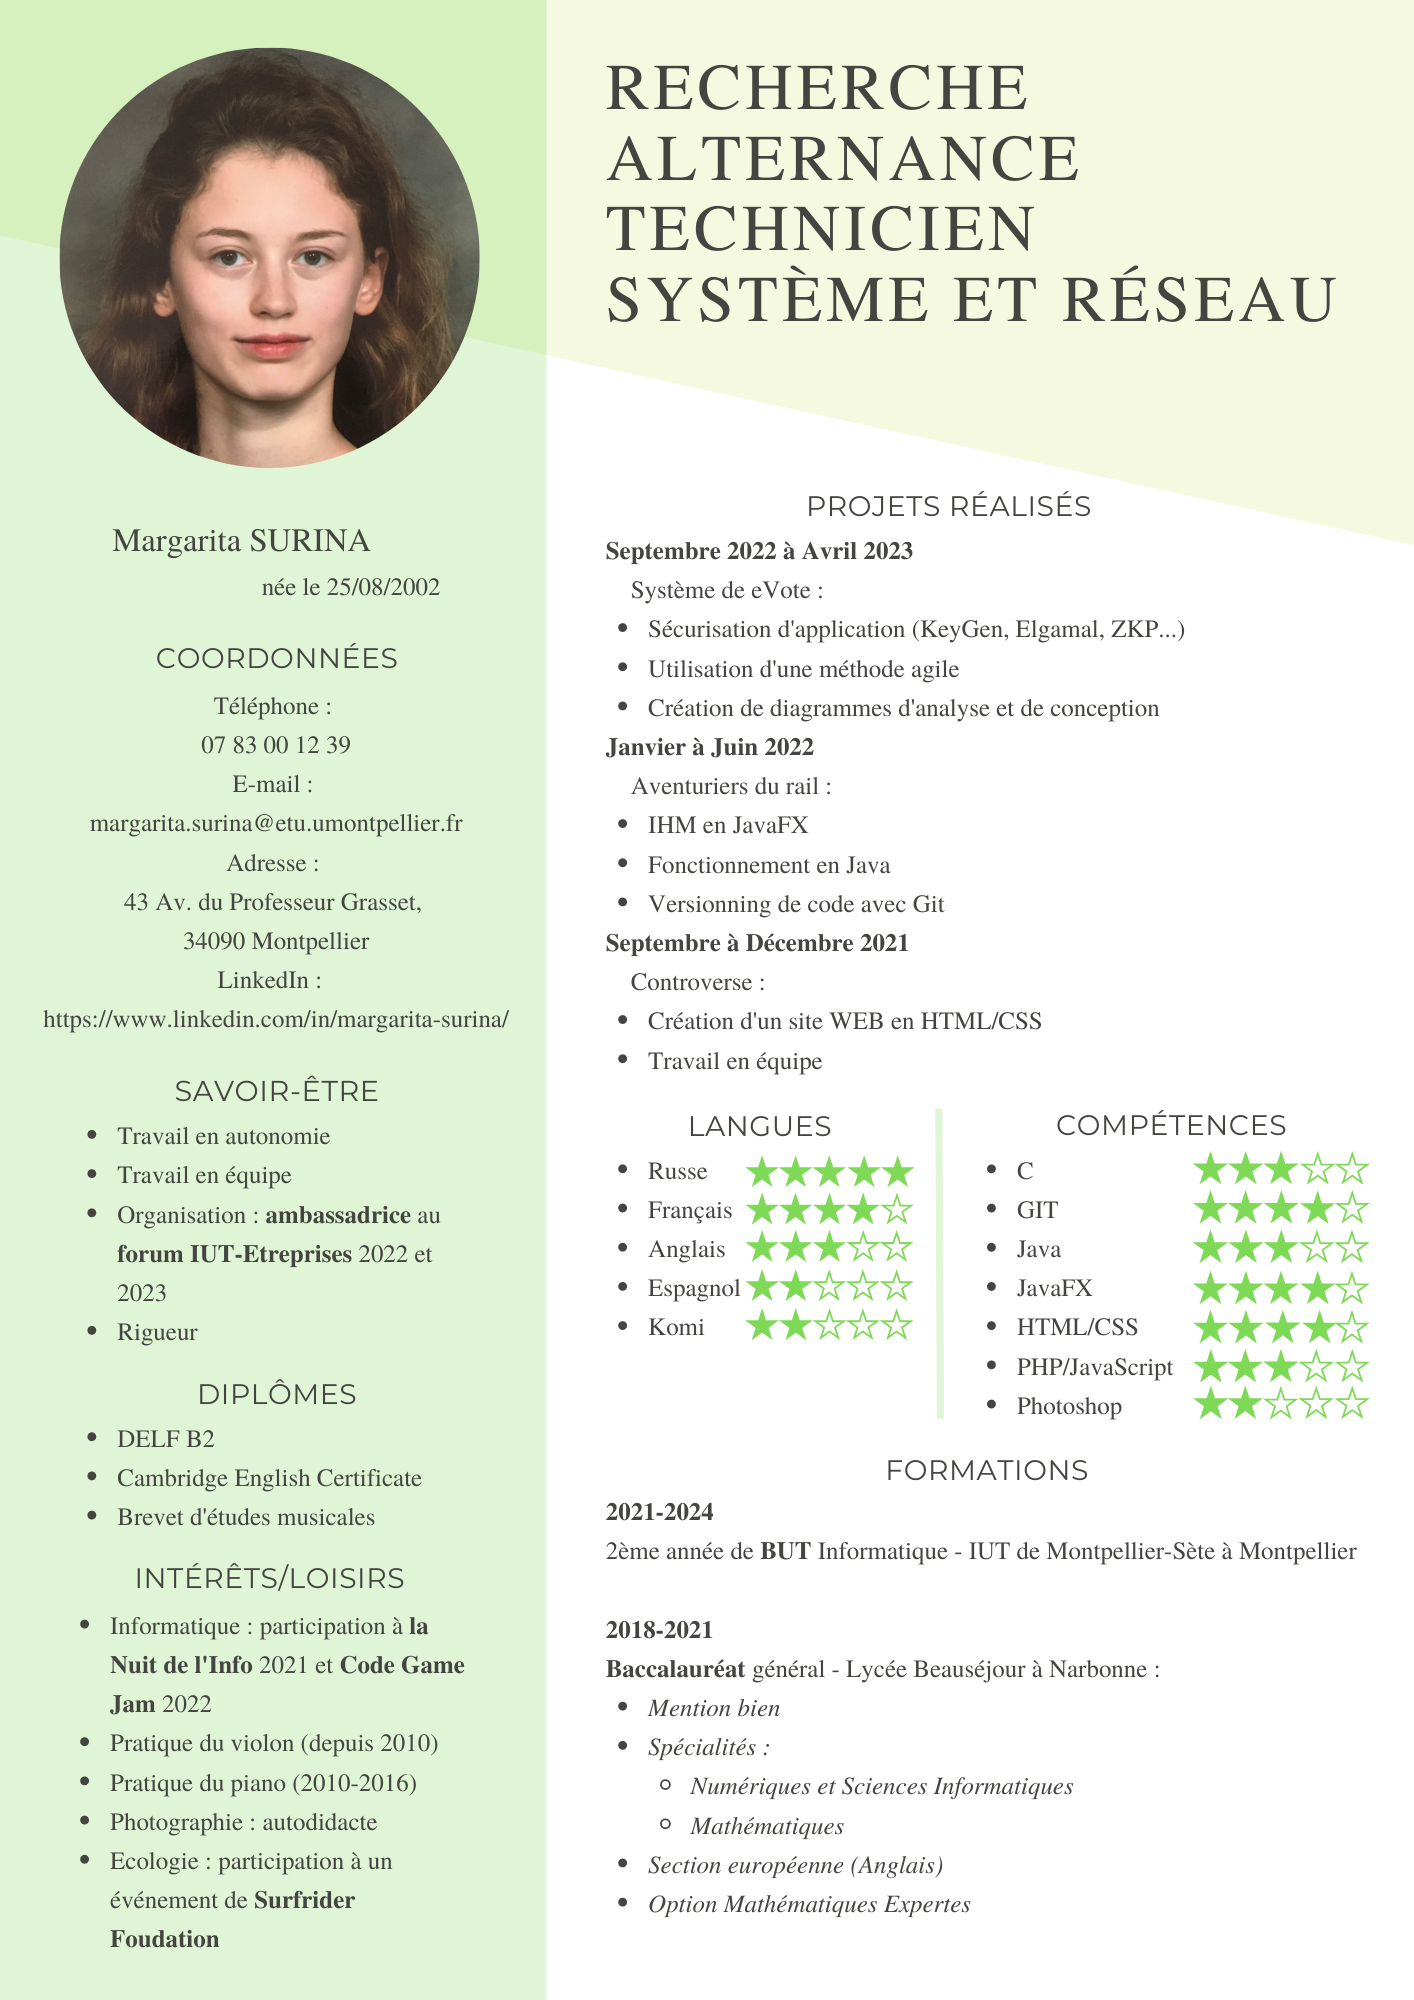 RECHERCHE
ALTERNANCE
TECHNICIEN
SYSTÈME ET RÉSEAU
Margarita SURINA
née le 25/08/2002
COORDONNÉES
Téléphone :
07 83 00 12 39
E-mail :
margarita.surina@etu.umontpellier.fr
Adresse :
43 Av. du Professeur Grasset,
34090 Montpellier
LinkedIn :
https://www.linkedin.com/in/margarita-surina/
SAVOIR-ÊTRE
• Travail en autonomie
• Travail en équipe
• Organisation : ambassadrice au
forum IUT-Etreprises 2022 et
2023
• Rigueur
DIPLÔMES
• DELF B2
• Cambridge English Certificate
• Brevet d'études musicales
INTÉRÊTS/LOISIRS
• Informatique : participation à la
Nuit de l'Info 2021 et Code Game
Jam 2022
• Pratique du violon (depuis 2010)
• Pratique du piano (2010-2016)
• Photographie : autodidacte
• Ecologie : participation à un
événement de Surfrider
Foudation
PROJETS RÉALISÉS
Septembre 2022 à Avril 2023
Système de eVote :
• Sécurisation d'application (KeyGen, Elgamal, ZKP...)
• Utilisation d'une méthode agile
• Création de diagrammes d'analyse et de conception
Janvier à Juin 2022
Aventuriers du rail :
• IHM en JavaFX
• Fonctionnement en Java
• Versionning de code avec Git
Septembre à Décembre 2021
Controverse :
• Création d'un site WEB en HTML/CSS
• Travail en équipe
LANGUES
• Russe ★★★★★
• Français ★★★★☆
• Anglais ★★★☆☆
• Espagnol ★★☆☆☆
• Komi ★★☆☆☆
COMPÉTENCES
• C ★★★☆☆
• GIT ★★★★☆
• Java ★★★☆☆
• JavaFX ★★★★☆
• HTML/CSS ★★★★☆
• PHP/JavaScript ★★★☆☆
• Photoshop ★★☆☆☆
FORMATIONS
2021-2024
2ème année de BUT Informatique - IUT de Montpellier-Sète à Montpellier
2018-2021
Baccalauréat général - Lycée Beauséjour à Narbonne :
• Mention bien
• Spécialités :
○ Numériques et Sciences Informatiques
○ Mathématiques
• Section européenne (Anglais)
• Option Mathématiques Expertes